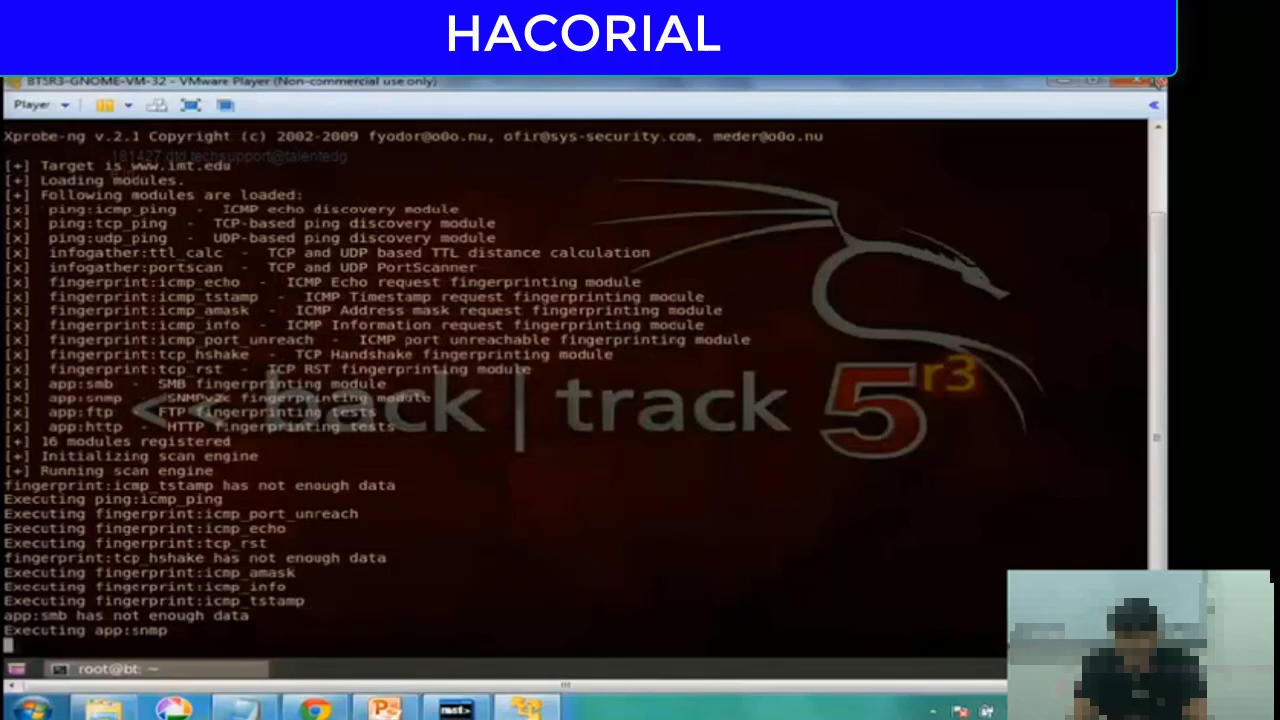 HACORIAL
BT5R3-GNOME-VM-32 - VMware Player (Non-commercial use only)
Player
Xprobe-ng v.2.1 Copyright (c) 2002-2009 fyodor@o0o.nu, ofir@sys-security.com, meder@o0o.nu
181427.dtd.techsupport@talentedg
[+] Target is www.imt.edu
[+] Loading modules.
[+] Following modules are loaded:
[x] ping:icmp_ping - ICMP echo discovery module
[x] ping:tcp_ping - TCP-based ping discovery module
[x] ping:udp_ping - UDP-based ping discovery module
[x] infogather:ttl_calc - TCP and UDP based TTL distance calculation
[x] infogather:portscan - TCP and UDP PortScanner
[x] fingerprint:icmp_echo - ICMP Echo request fingerprinting module
[x] fingerprint:icmp_tstamp - ICMP Timestamp request fingerprinting module
[x] fingerprint:icmp_amask - ICMP Address mask request fingerprinting module
[x] fingerprint:icmp_info - ICMP Information request fingerprinting module
[x] fingerprint:icmp_port_unreach - ICMP port unreachable fingerprinting module
[x] fingerprint:tcp_hshake - TCP Handshake fingerprinting module
[x] fingerprint:tcp_rst - TCP RST fingerprinting module
[x] app:smb - SMB fingerprinting module
[x] app:snmp - SNMPv2c fingerprinting module
[x] app:ftp - FTP fingerprinting tests
[x] app:http - HTTP fingerprinting tests
<< back | track 5 r3
[+] 16 modules registered
[+] Initializing scan engine
[+] Running scan engine
fingerprint:icmp_tstamp has not enough data
Executing ping:icmp_ping
Executing fingerprint:icmp_port_unreach
Executing fingerprint:icmp_echo
Executing fingerprint:tcp_rst
fingerprint:tcp_hshake has not enough data
Executing fingerprint:icmp_amask
Executing fingerprint:icmp_info
Executing fingerprint:icmp_tstamp
app:smb has not enough data
Executing app:snmp
root@bt: ~